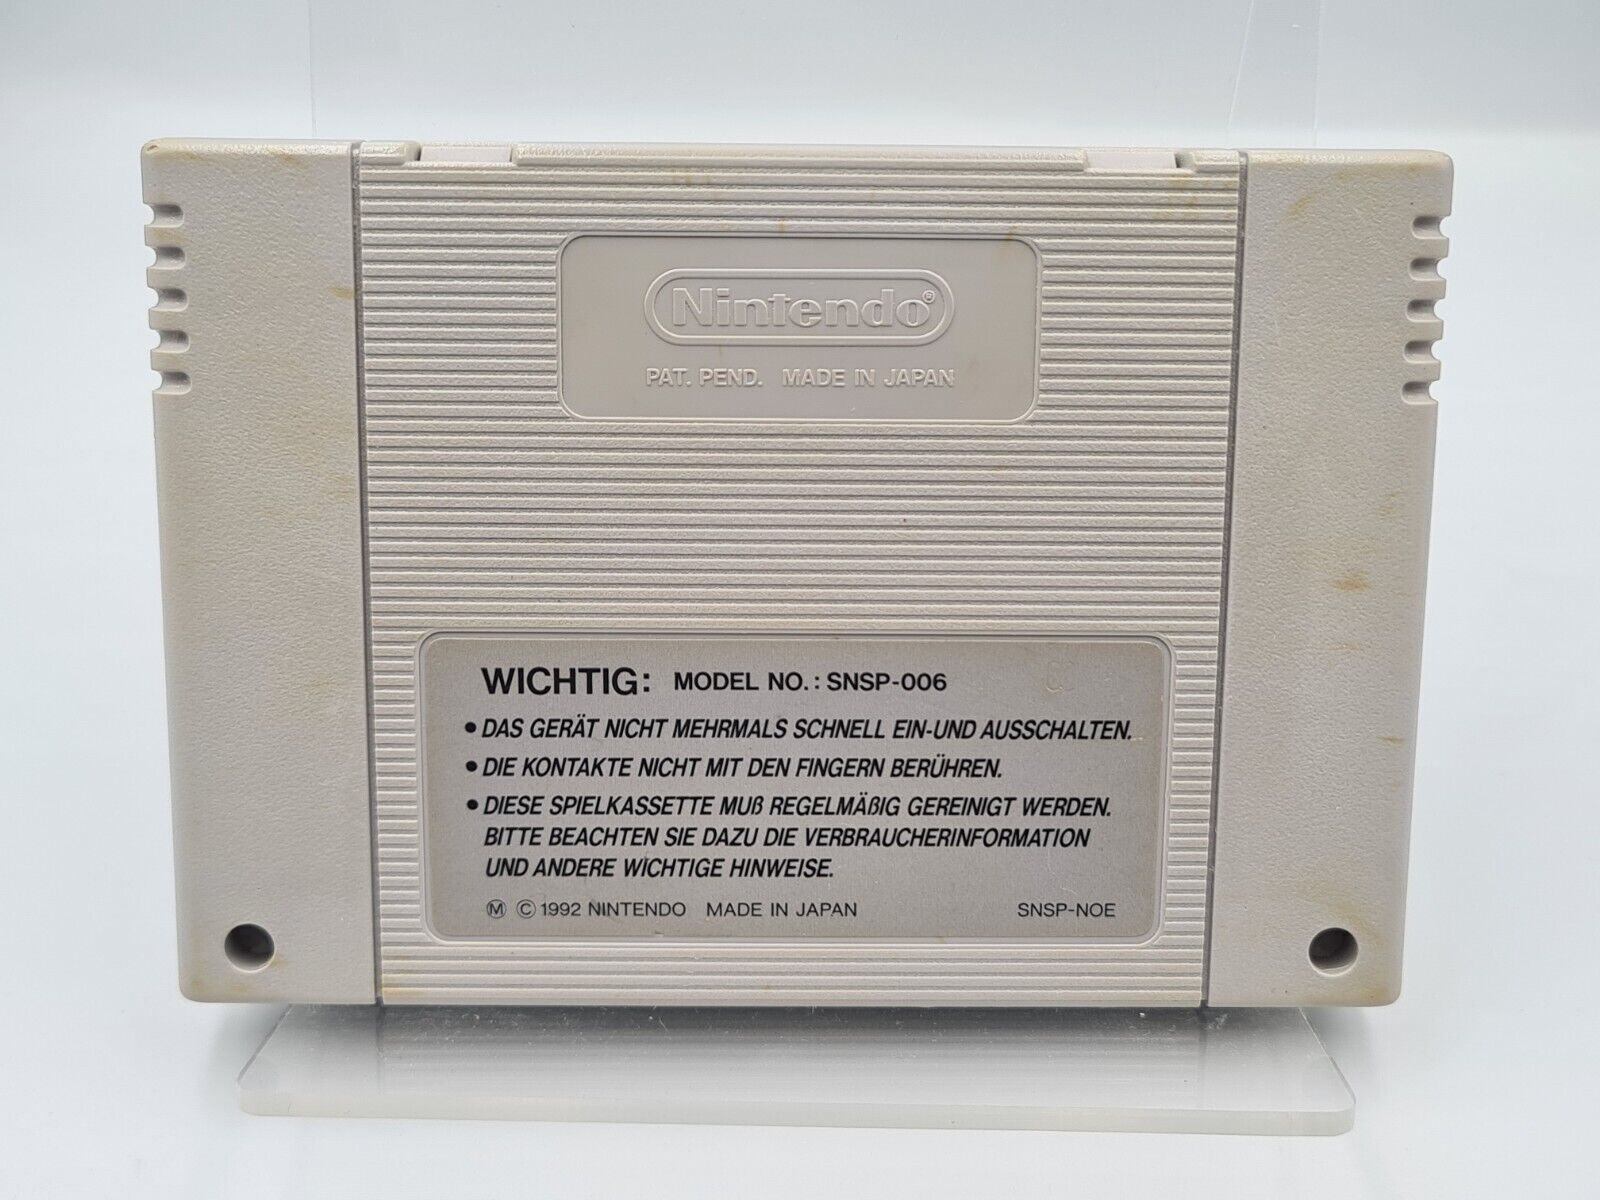 Nintendo®
PAT. PEND. MADE IN JAPAN
WICHTIG: MODEL NO.: SNSP-006
• DAS GERÄT NICHT MEHRMALS SCHNELL EIN-UND AUSSCHALTEN.
• DIE KONTAKTE NICHT MIT DEN FINGERN BERÜHREN.
• DIESE SPIELKASSETTE MUß REGELMÄßIG GEREINIGT WERDEN.
BITTE BEACHTEN SIE DAZU DIE VERBRAUCHERINFORMATION
UND ANDERE WICHTIGE HINWEISE.
Ⓜ © 1992 NINTENDO MADE IN JAPAN SNSP-NOE